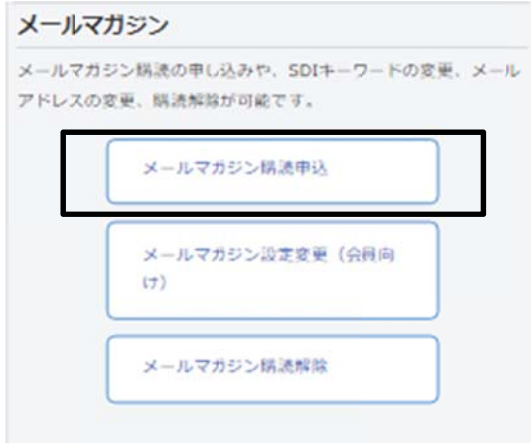 メールマガジン
メールマガジン購読の申し込みや、SDIキーワードの変更、メール
アドレスの変更、購読解除が可能です。
メールマガジン購読申込
メールマガジン設定変更（会員向
け）
メールマガジン購読解除